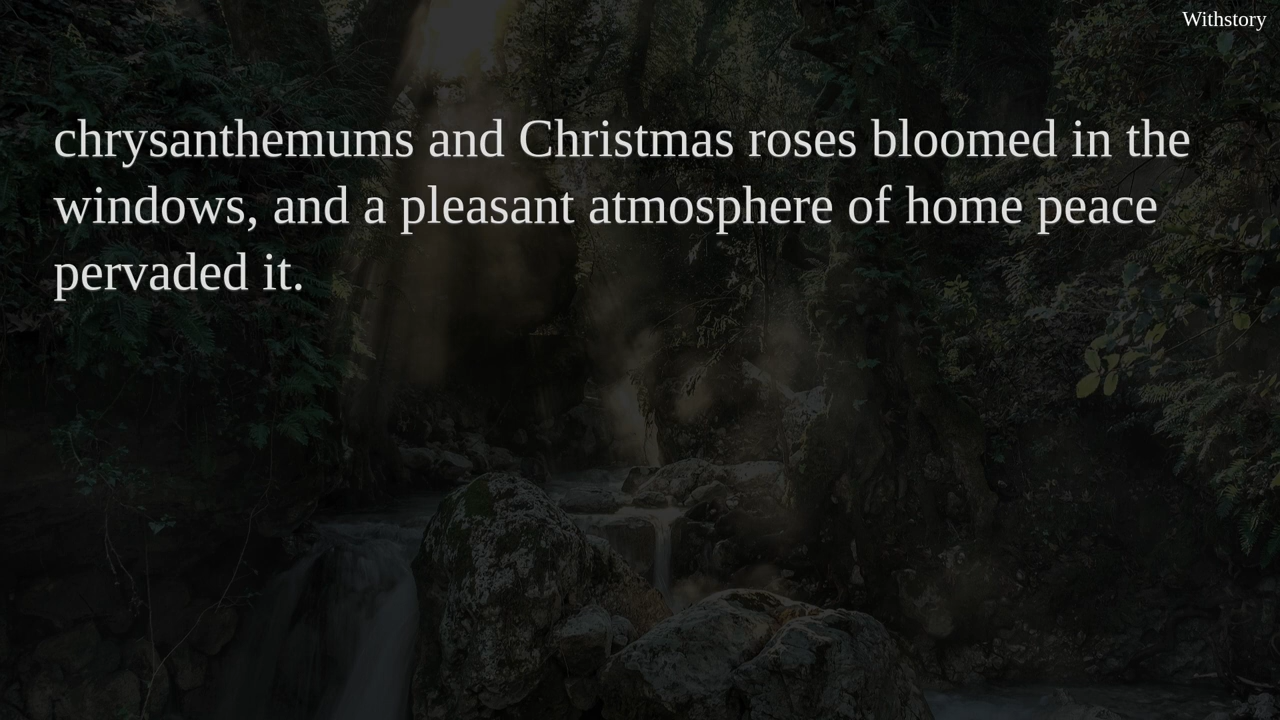 Withstory
chrysanthemums and Christmas roses bloomed in the
windows, and a pleasant atmosphere of home peace
pervaded it.